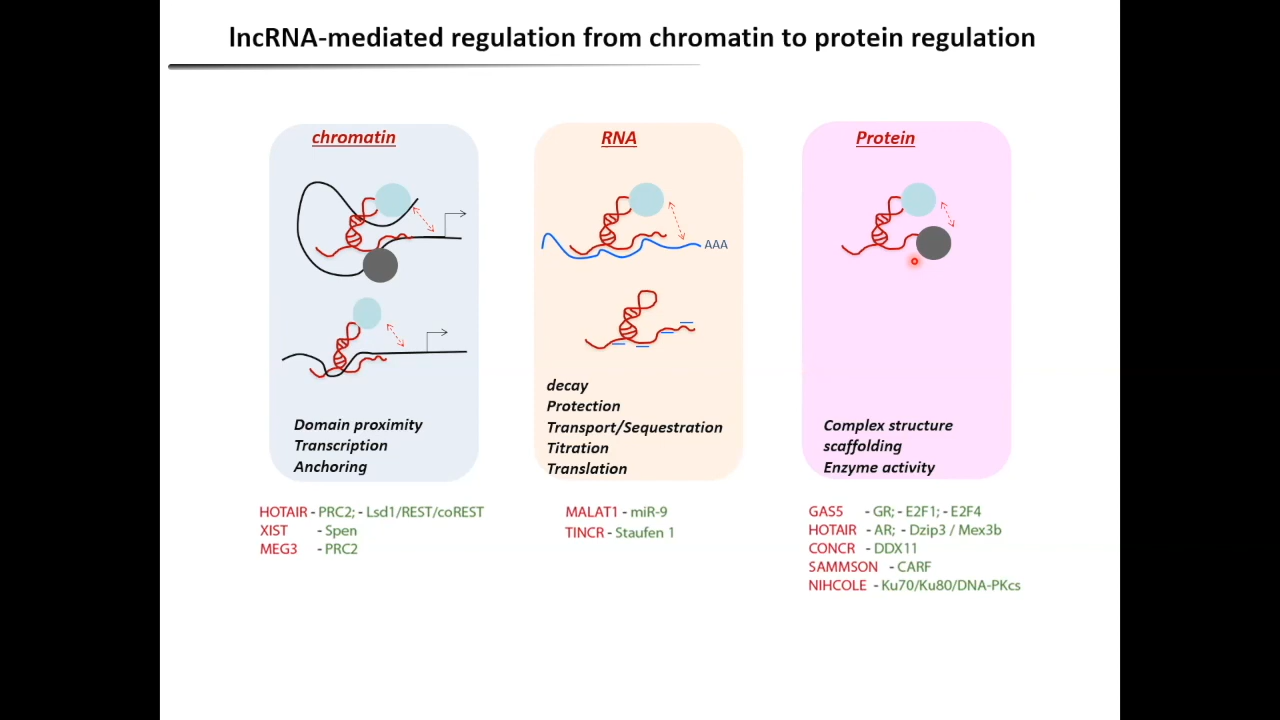 lncRNA-mediated regulation from chromatin to protein regulation
chromatin
Domain proximity
Transcription
Anchoring
HOTAIR - PRC2; - Lsd1/REST/coREST
XIST - Spen
MEG3 - PRC2
RNA
AAA
decay
Protection
Transport/Sequestration
Titration
Translation
MALAT1 - miR-9
TINCR - Staufen 1
Protein
Complex structure
scaffolding
Enzyme activity
GAS5 - GR; - E2F1; - E2F4
HOTAIR - AR; - Dzip3 / Mex3b
CONCR - DDX11
SAMMSON - CARF
NIHCOLE - Ku70/Ku80/DNA-PKcs